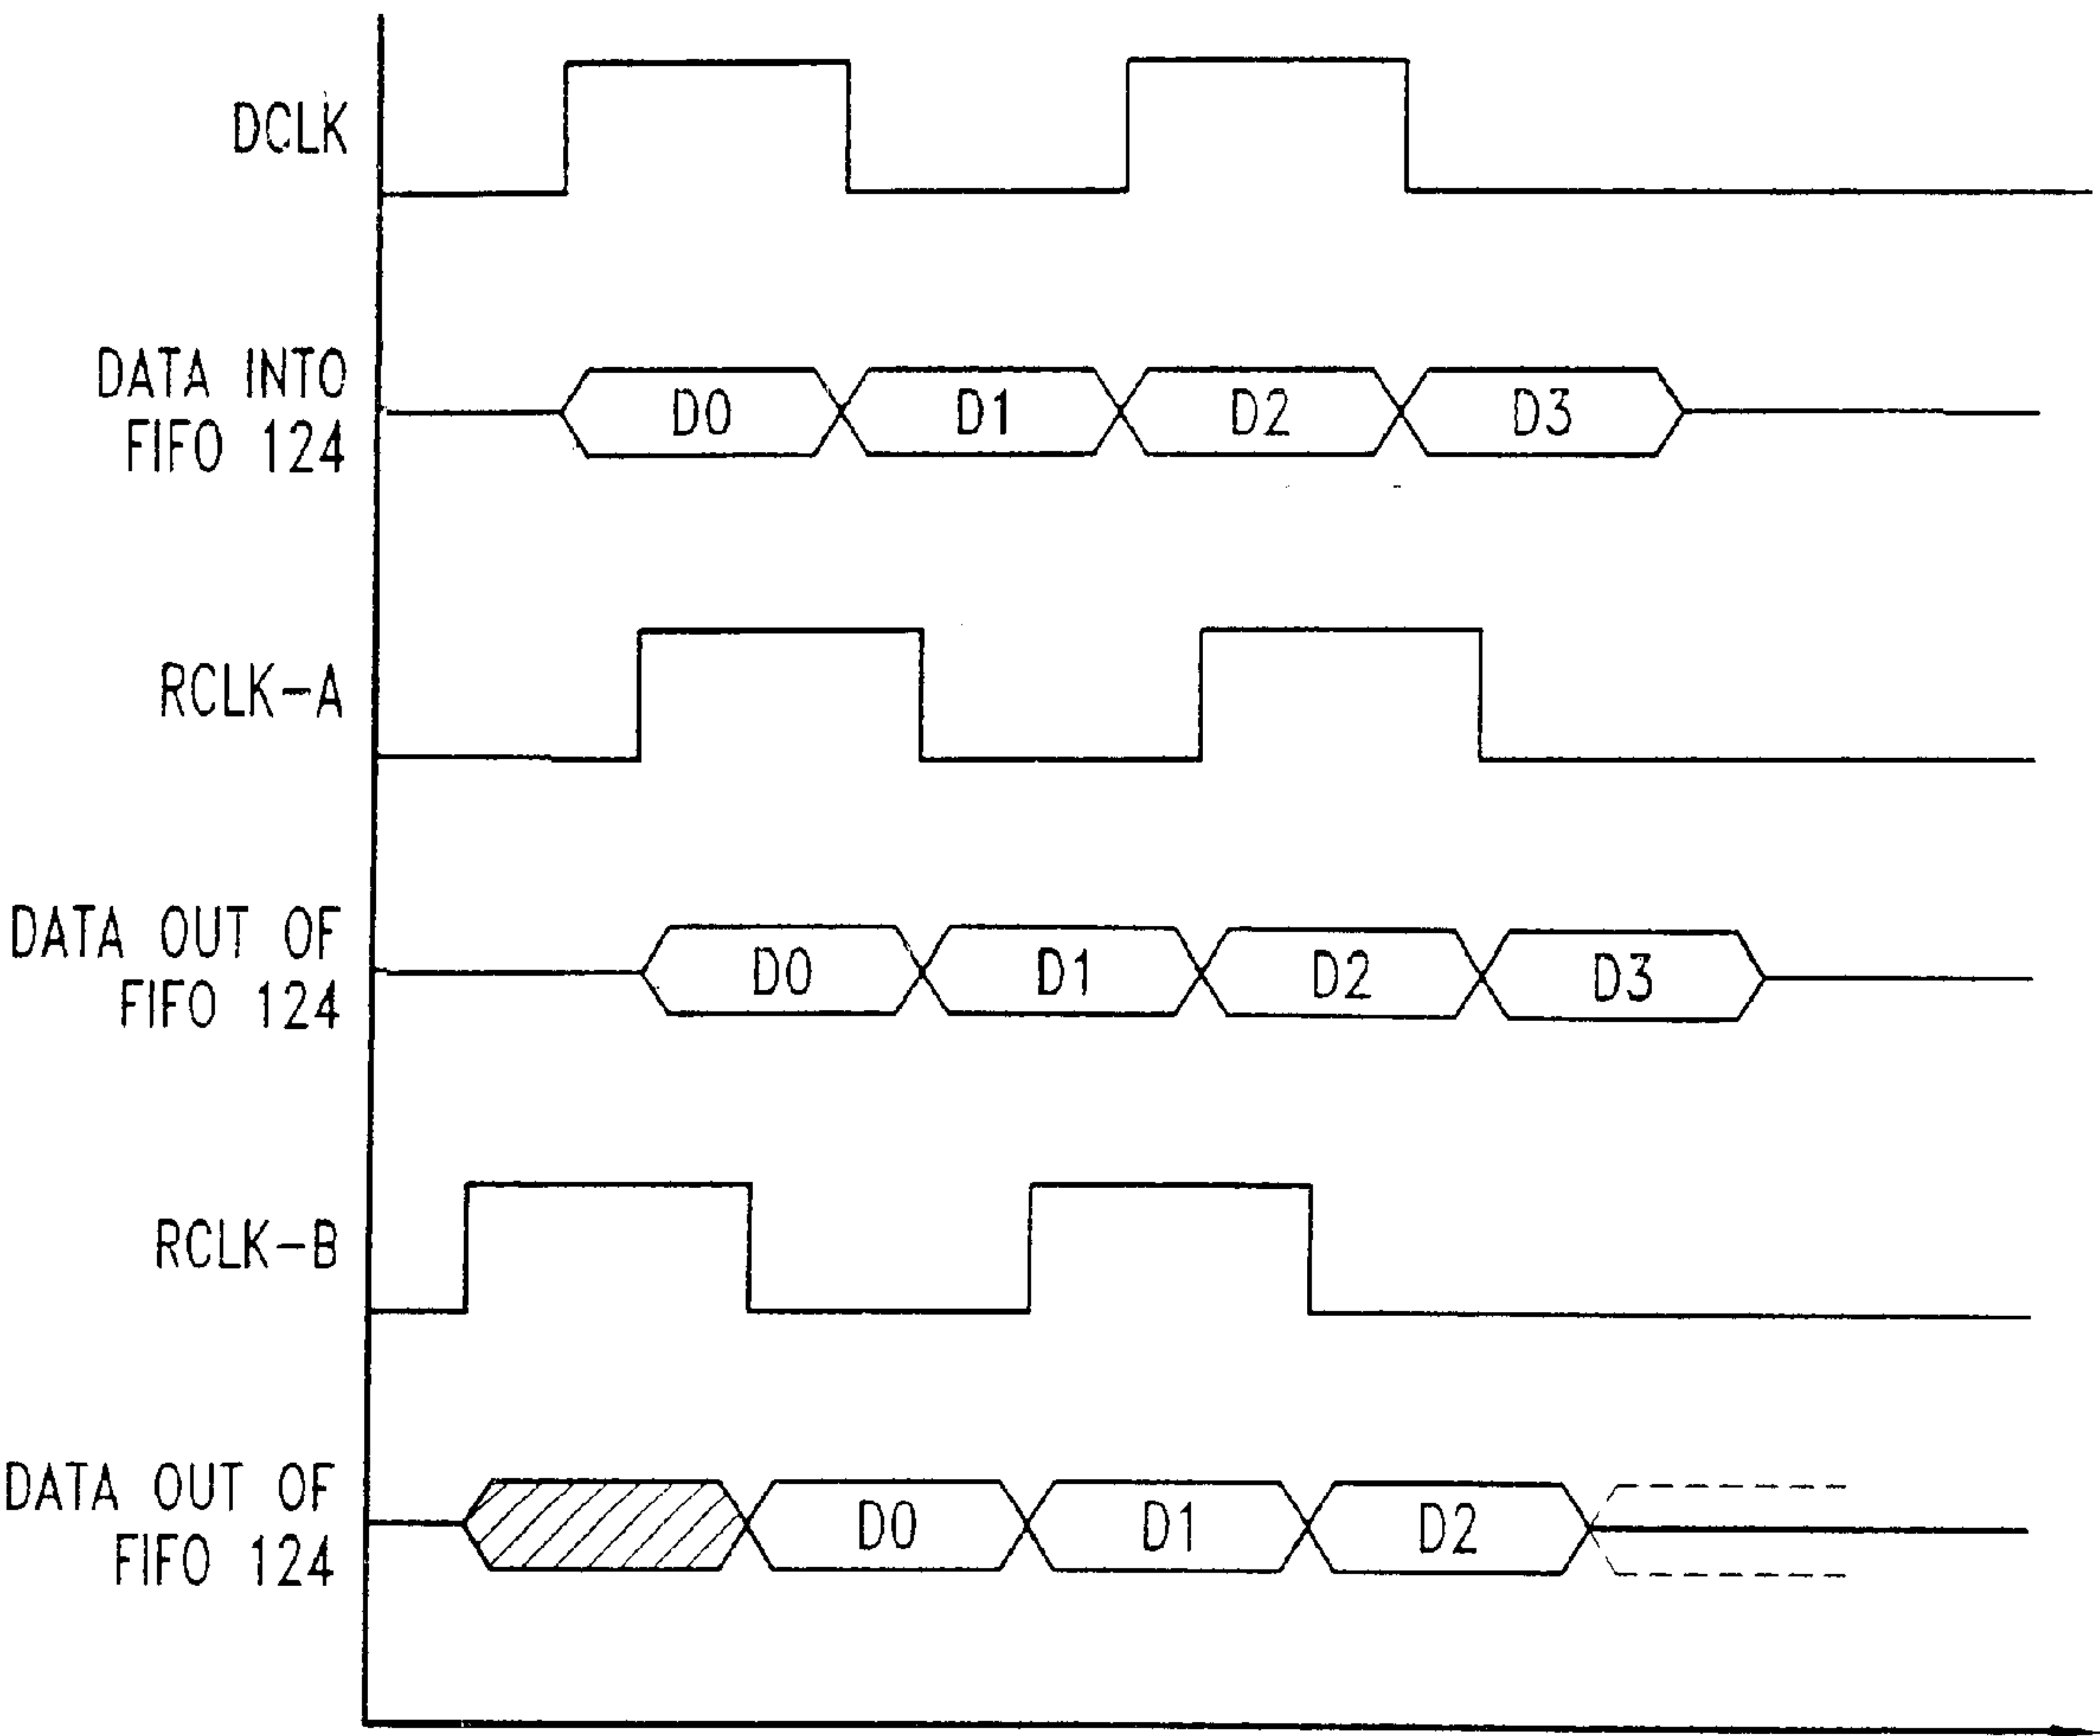 DCLK
DATA INTO
FIFO 124
D0 D1 D2 D3
RCLK-A
DATA OUT OF
FIFO 124
D0 D1 D2 D3
RCLK-B
DATA OUT OF
FIFO 124
D0 D1 D2